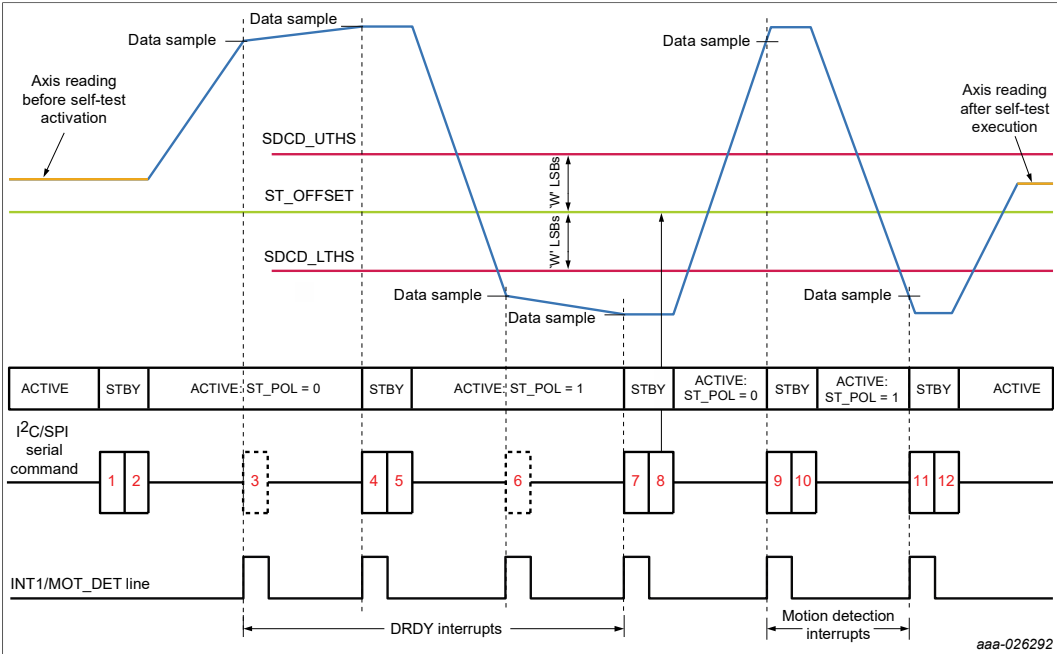 Data sample
Data sample
Data sample
Axis reading
before self-test
activation
Axis reading
after self-test
execution
SDCD_UTHS
'W' LSBs
ST_OFFSET
'W' LSBs
SDCD_LTHS
Data sample
Data sample
Data sample
ACTIVE
STBY
ACTIVE: ST_POL = 0
STBY
ACTIVE: ST_POL = 1
STBY
ACTIVE:
ST_POL = 0
STBY
ACTIVE:
ST_POL = 1
STBY
ACTIVE
I2C/SPI
serial
command
1 2 3 4 5 6 7 8 9 10 11 12
INT1/MOT_DET line
DRDY interrupts
Motion detection
interrupts
aaa-026292